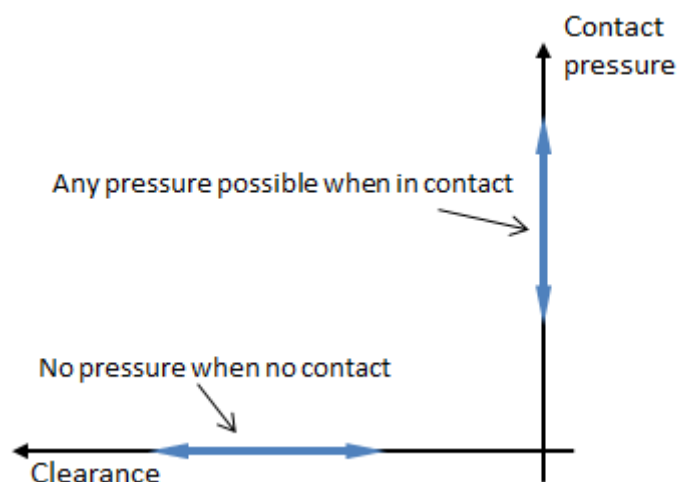 Contact
pressure
Any pressure possible when in contact
No pressure when no contact
Clearance